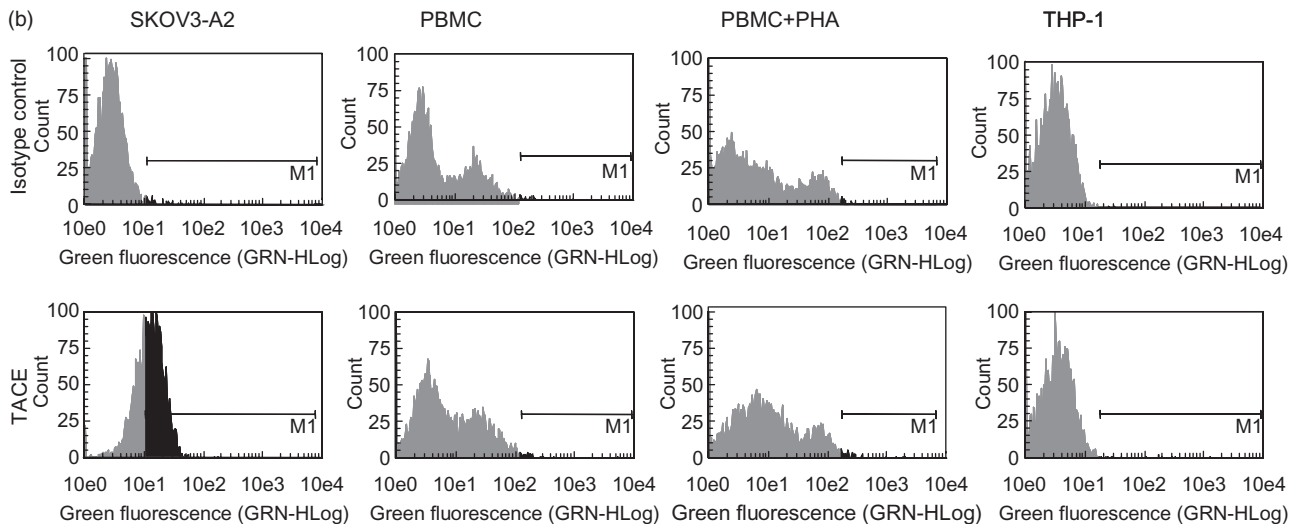 (b) SKOV3-A2 PBMC PBMC+PHA THP-1
Isotype control
Count
100
75
50
25
0
M1
10e0 10e1 10e2 10e3 10e4
Green fluorescence (GRN-HLog)
Count
100
75
50
25
0
M1
10e0 10e1 10e2 10e3 10e4
Green fluorescence (GRN-HLog)
Count
100
75
50
25
0
M1
10e0 10e1 10e2 10e3 10e4
Green fluorescence (GRN-HLog)
Count
100
75
50
25
0
M1
10e0 10e1 10e2 10e3 10e4
Green fluorescence (GRN-HLog)
TACE
Count
100
75
50
25
0
M1
10e0 10e1 10e2 10e3 10e4
Green fluorescence (GRN-HLog)
Count
100
75
50
25
0
M1
10e0 10e1 10e2 10e3 10e4
Green fluorescence (GRN-HLog)
Count
100
75
50
25
0
M1
10e0 10e1 10e2 10e3 10e4
Green fluorescence (GRN-HLog)
Count
100
75
50
25
0
M1
10e0 10e1 10e2 10e3 10e4
Green fluorescence (GRN-HLog)